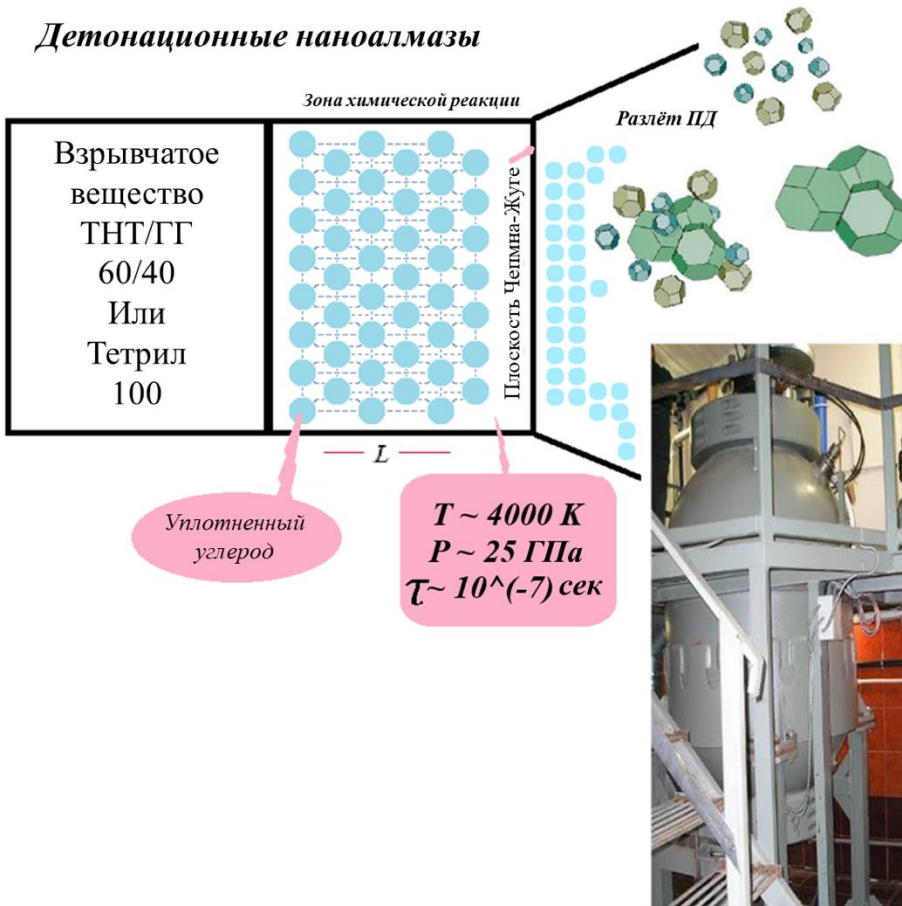 Детонационные наноалмазы
Зона химической реакции
Разлёт ПД
Взрывчатое
вещество
ТНТ/ГГ
60/40
Или
Тетрил
100
Плоскость Чепмна-Жуге
L
Уплотненный
углерод
T ~ 4000 K
P ~ 25 ГПа
τ~ 10^(-7) сек